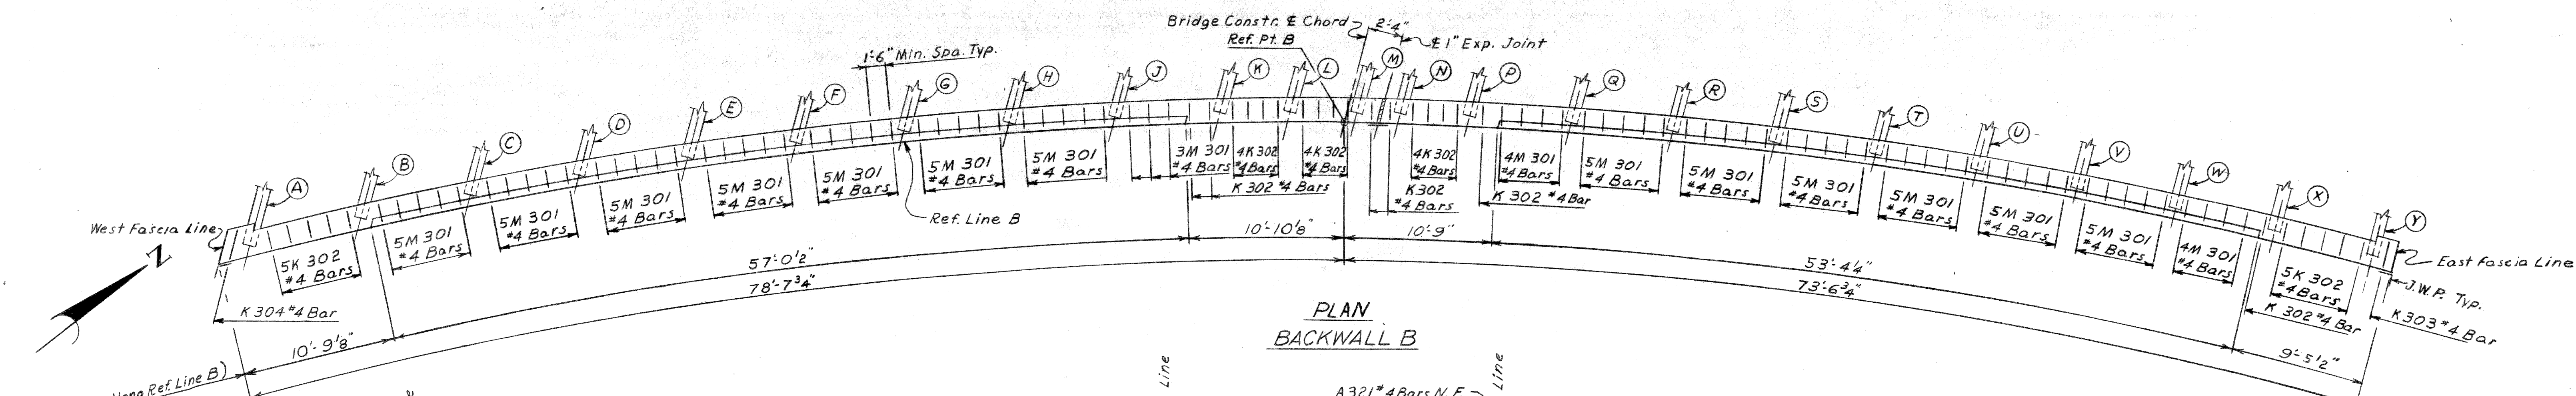 Bridge Constr. ℄ Chord
Ref. Pt. B
2'-4"
℄ 1" Exp. Joint
1'-6" Min. Spa. Typ.
A
B
C
D
E
F
G
H
J
K
L
M
N
P
Q
R
S
T
U
V
W
X
Y
West Fascia Line
5K 302
#4 Bars
5M 301
#4 Bars
5M 301
#4 Bars
5M 301
#4 Bars
5M 301
#4 Bars
5M 301
#4 Bars
5M 301
#4 Bars
5M 301
#4 Bars
3M 301
#4 Bars
4K 302
#4 Bars
4K 302
#4 Bars
K 302 #4 Bars
4K 302
#4 Bars
K302
#4 Bars
4M 301
#4 Bars
K 302 #4 Bar
5M 301
#4 Bars
5M 301
#4 Bars
5M 301
#4 Bars
5M 301
#4 Bars
5M 301
#4 Bars
5M 301
#4 Bars
4M 301
#4 Bars
5K 302
#4 Bars
K 302 #4 Bar
K303 #4 Bar
East Fascia Line
J.W.P. Typ.
Ref. Line B
K 304 #4 Bar
Z
10'-9⅛"
57'-0½"
10'-10⅛"
10'-9"
53'-4¼"
9'-5½"
78'-7¾"
73'-6¾"
PLAN
BACKWALL B
Ref. Line B)
Line
Line
A321 #4 Bars N.F.